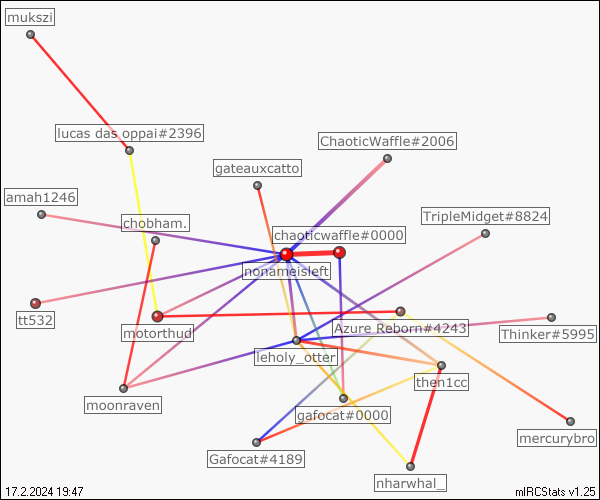 mukszi
lucas das oppai#2396
ChaoticWaffle#2006
gateauxcatto
amah1246
chobham.
TripleMidget#8824
chaoticwaffle#0000
nonameisleft
tt532
motorthud
Azure Reborn#4243
Thinker#5995
leholy_otter
then1cc
moonraven
gafocat#0000
mercurybro
Gafocat#4189
nharwhal_
17.2.2024 19:47
mIRCStats v1.25